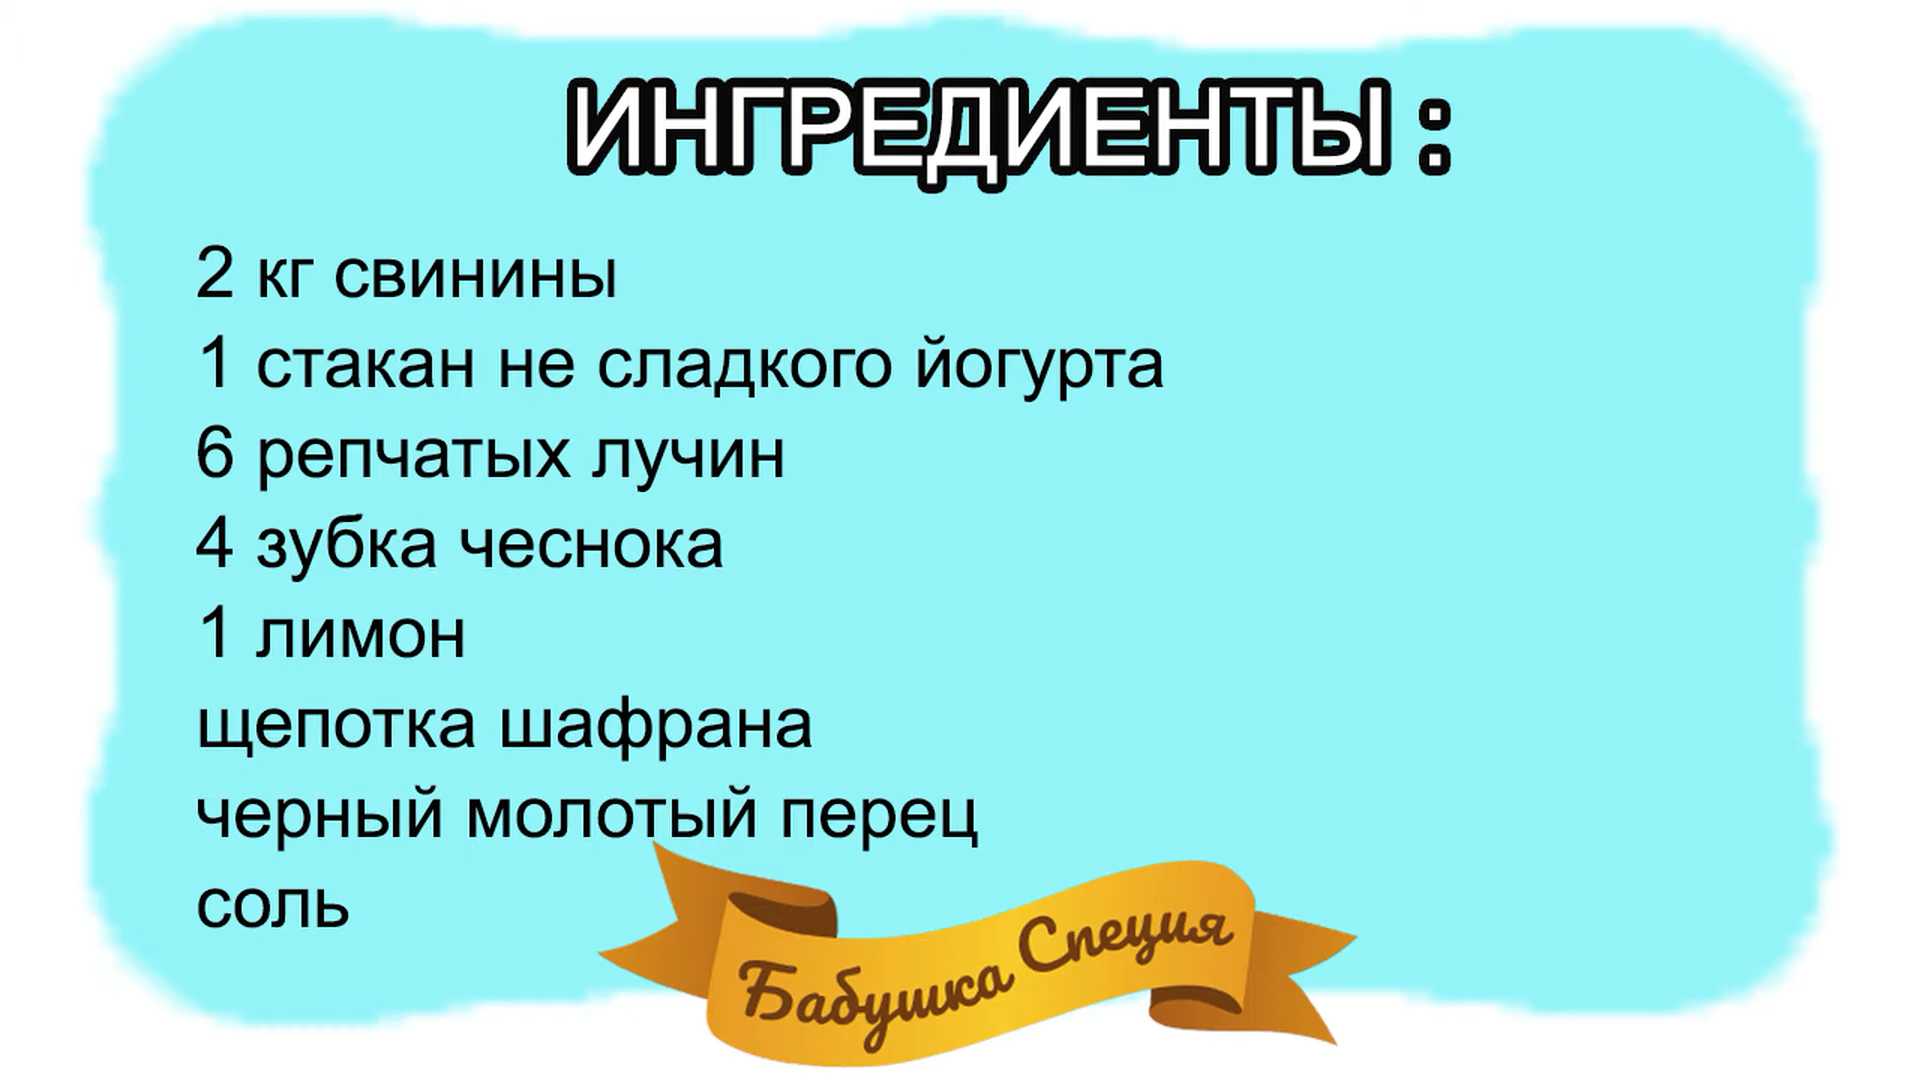 ИНГРЕДИЕНТЫ :
2 кг свинины
1 стакан не сладкого йогурта
6 репчатых лучин
4 зубка чеснока
1 лимон
щепотка шафрана
черный молотый перец
соль
Бабушка Специя